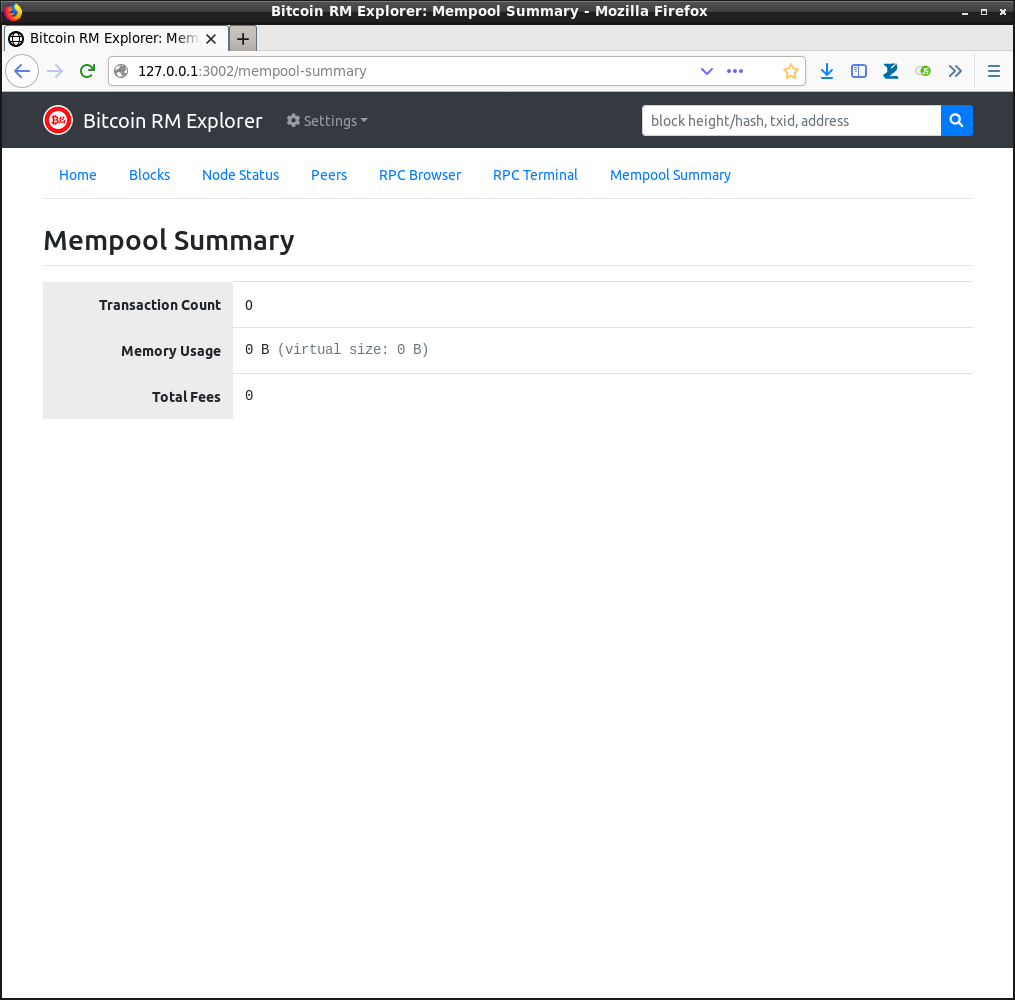 Bitcoin RM Explorer: Mempool Summary - Mozilla Firefox
Bitcoin RM Explorer: Mem
127.0.0.1:3002/mempool-summary
Bitcoin RM Explorer Settings block height/hash, txid, address
Home Blocks Node Status Peers RPC Browser RPC Terminal Mempool Summary
Mempool Summary
Transaction Count 0
Memory Usage 0 B (virtual size: 0 B)
Total Fees 0